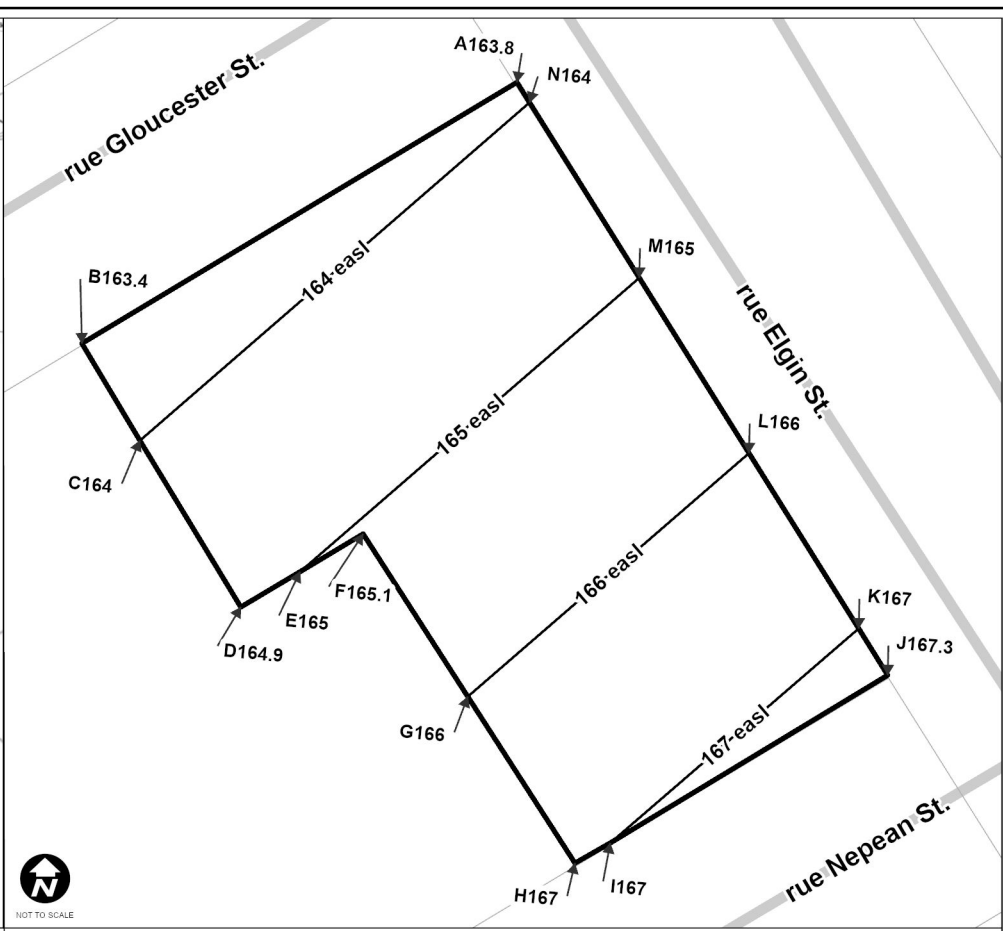 A163.8
N164
rue Gloucester St.
M165
164 easl
B163.4
rue Elgin St.
165 easl
L166
C164
166 easl
F165.1
K167
E165
D164.9
J167.3
G166
167 easl
rue Nepean St.
H167
I167
N
NOT TO SCALE